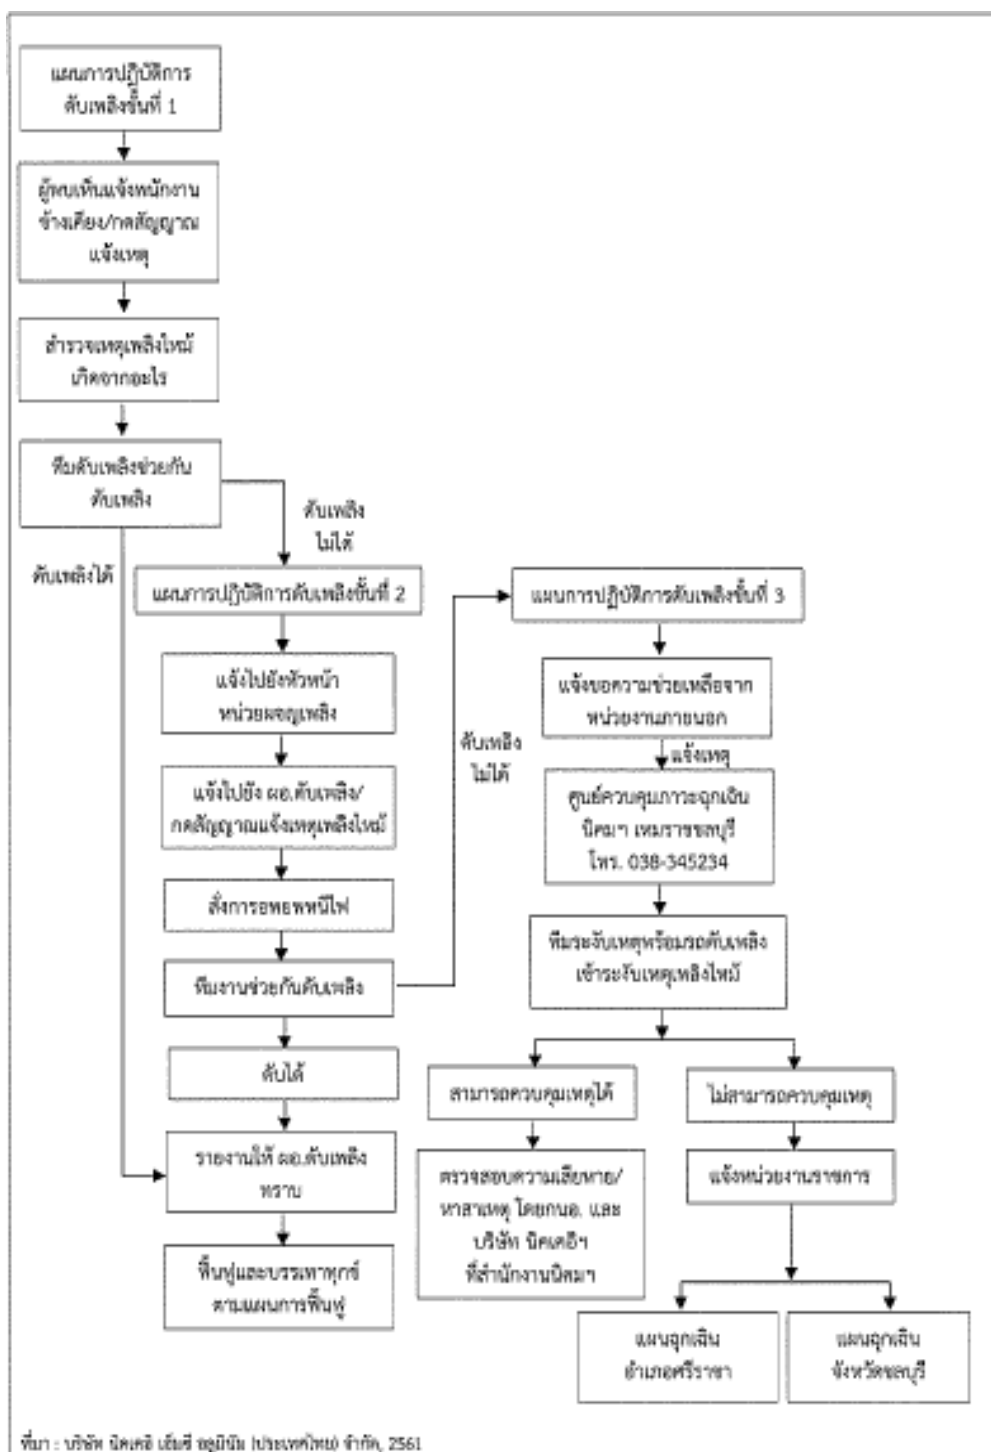 แผนการปฏิบัติการ
ดับเพลิงขั้นที่ 1
ผู้พบเห็นแจ้งพนักงาน
ข้างเคียง/กดสัญญาณ
แจ้งเหตุ
สำรวจเหตุเพลิงไหม้
เกิดจากอะไร
ทีมดับเพลิงช่วยกัน
ดับเพลิง
ดับเพลิง
ไม่ได้
ดับเพลิงได้
แผนการปฏิบัติการดับเพลิงขั้นที่ 2
แจ้งไปยังหัวหน้า
หน่วยผจญเพลิง
แจ้งไปยัง ผอ.ดับเพลิง/
กดสัญญาณแจ้งเหตุเพลิงไหม้
สั่งการอพยพหนีไฟ
ทีมงานช่วยกันดับเพลิง
ดับได้
รายงานให้ ผอ.ดับเพลิง
ทราบ
ฟื้นฟูและบรรเทาทุกข์
ตามแผนการฟื้นฟู
ดับเพลิง
ไม่ได้
แผนการปฏิบัติการดับเพลิงขั้นที่ 3
แจ้งขอความช่วยเหลือจาก
หน่วยงานภายนอก
แจ้งเหตุ
ศูนย์ควบคุมภาวะฉุกเฉิน
นิคมฯ เหมราชชลบุรี
โทร. 038-345234
ทีมระงับเหตุพร้อมรถดับเพลิง
เข้าระงับเหตุเพลิงไหม้
สามารถควบคุมเหตุได้
ตรวจสอบความเสียหาย/
หาสาเหตุ โดยกนอ. และ
บริษัท นิคเคอิฯ
ที่สำนักงานนิคมฯ
ไม่สามารถควบคุมเหตุ
แจ้งหน่วยงานราชการ
แผนฉุกเฉิน
อำเภอศรีราชา
แผนฉุกเฉิน
จังหวัดชลบุรี
ที่มา : บริษัท นิคเคอิ เอ็มซี อลูมินัม (ประเทศไทย) จำกัด, 2561